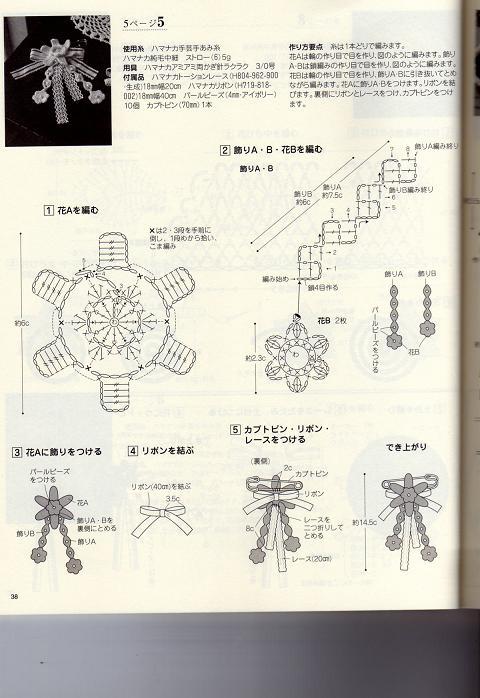 5ページ5
使用糸 ハマナカ手芸手あみ糸
ハマナカ純毛中細 ストロー(5)5g
用具 ハマナカアミアミ両かぎ針ラクラク 3/0号
付属品 ハマナカトーションレース(H804-962-900
・生成)18mm幅20cm ハマナカリボン(H719-818-
002)18mm幅40cm パールビーズ(4mm・アイボリー)
10個 カブトピン(70mm)1本
作り方要点 糸は1本どりで編みます。
花Aは輪の作り目で目を作り、図のように編みます。飾り
A・Bは鎖編みの作り目で目を作り、図のように編みます。
花Bは輪の作り目で目を作り、飾りA・Bに引き抜いてとめ
ながら編みます。花Aに飾りA・Bをつけます。リボンを結
びます。裏側にリボンとレースをつけ、カブトピンをつけ
ます。
1 花Aを編む
×は2・3段を手前に
倒し、1段めから拾い、
こま編み
約6c
2 飾りA・B・花Bを編む
飾りA・B
飾りA編み終り
飾りB編み終り
飾りB
約6c
飾りA
約7.5c
編み始め
鎖4目作る
1
2
3
4
5
6
7
8
花B 2枚
約2.3c
飾りA
飾りB
パールビーズをつける
花B
3 花Aに飾りをつける
パールビーズ
をつける
花A
飾りA・Bを
裏側にとめる
飾りB
飾りA
4 リボンを結ぶ
リボン(40cm)を結ぶ
3.5c
5 カブトピン・リボン・
レースをつける
(裏側)
2c
カブトピン
リボン
8c
レースを
二つ折りして
とめる
レース(20cm)
でき上がり
約14.5c
38